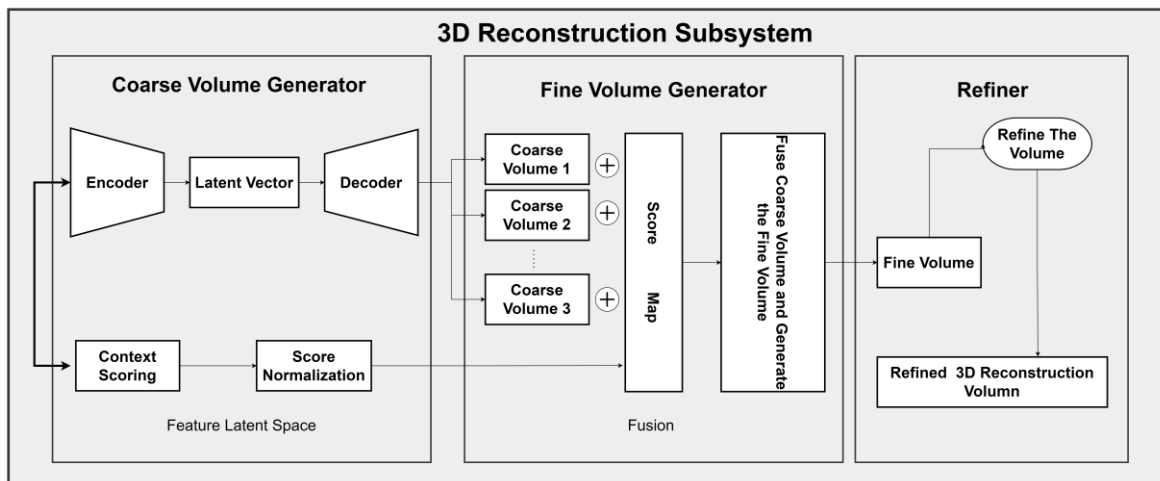 3D Reconstruction Subsystem
Coarse Volume Generator
Encoder
Latent Vector
Decoder
Context
Scoring
Score
Normalization
Feature Latent Space
Fine Volume Generator
Coarse
Volume 1
Coarse
Volume 2
Coarse
Volume 3
Score Map
Fuse Coarse Volume and Generate
the Fine Volume
Fusion
Refiner
Refine The
Volume
Fine Volume
Refined 3D Reconstruction
Volumn